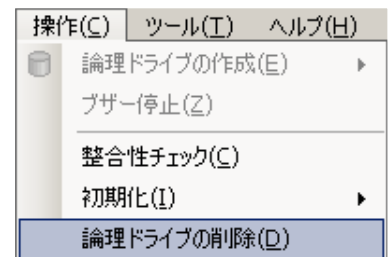 操作(C) ツール(T) ヘルプ(H)
論理ドライブの作成(E)
ブザー停止(Z)
整合性チェック(C)
初期化(I)
論理ドライブの削除(D)